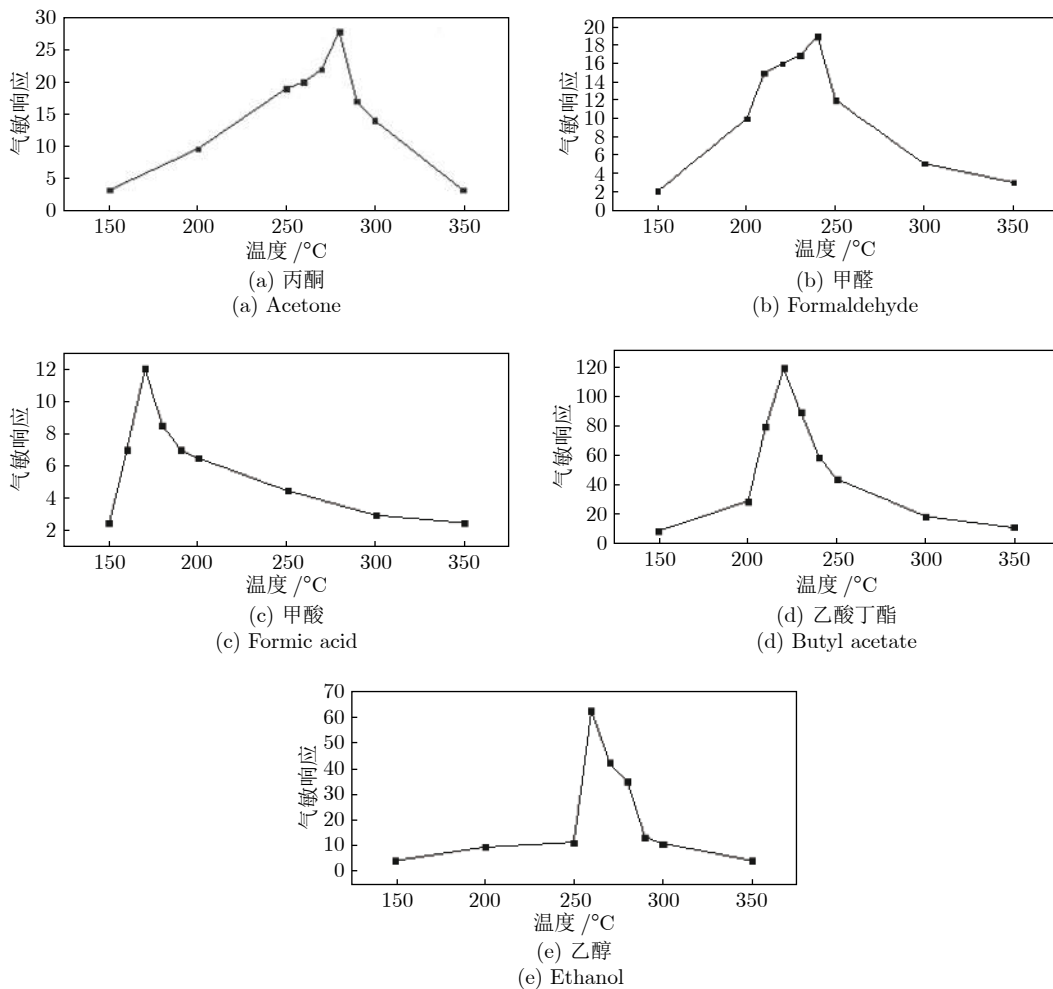 30
25
20
15
10
5
0
气敏响应
150 200 250 300 350
温度 /°C
(a) 丙酮
(a) Acetone
20
18
16
14
12
10
8
6
4
2
0
气敏响应
150 200 250 300 350
温度 /°C
(b) 甲醛
(b) Formaldehyde
12
10
8
6
4
2
气敏响应
150 200 250 300 350
温度 /°C
(c) 甲酸
(c) Formic acid
120
100
80
60
40
20
0
气敏响应
150 200 250 300 350
温度 /°C
(d) 乙酸丁酯
(d) Butyl acetate
70
60
50
40
30
20
10
0
气敏响应
150 200 250 300 350
温度 /°C
(e) 乙醇
(e) Ethanol